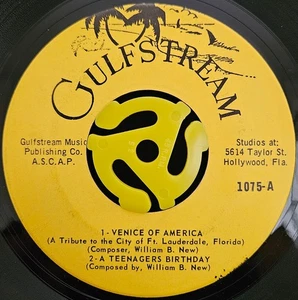 GULFSTREAM
Gulfstream Music
Publishing Co.
A.S.C.A.P.
Studios at:
5614 Taylor St.
Hollywood, Fla.
1075-A
1-VENICE OF AMERICA
(A Tribute to the City of Ft. Lauderdale, Florida)
(Composer, William B. New)
2-A TEENAGERS BIRTHDAY
(Composed by, William B. New)